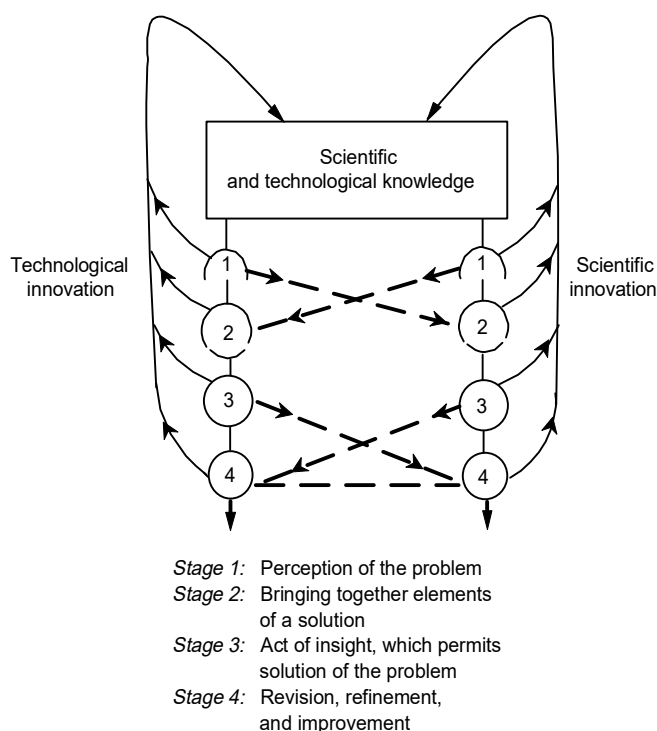 Scientific
and technological knowledge
Technological
innovation
Scientific
innovation
1
1
2
2
3
3
4
4
Stage 1: Perception of the problem
Stage 2: Bringing together elements
of a solution
Stage 3: Act of insight, which permits
solution of the problem
Stage 4: Revision, refinement,
and improvement